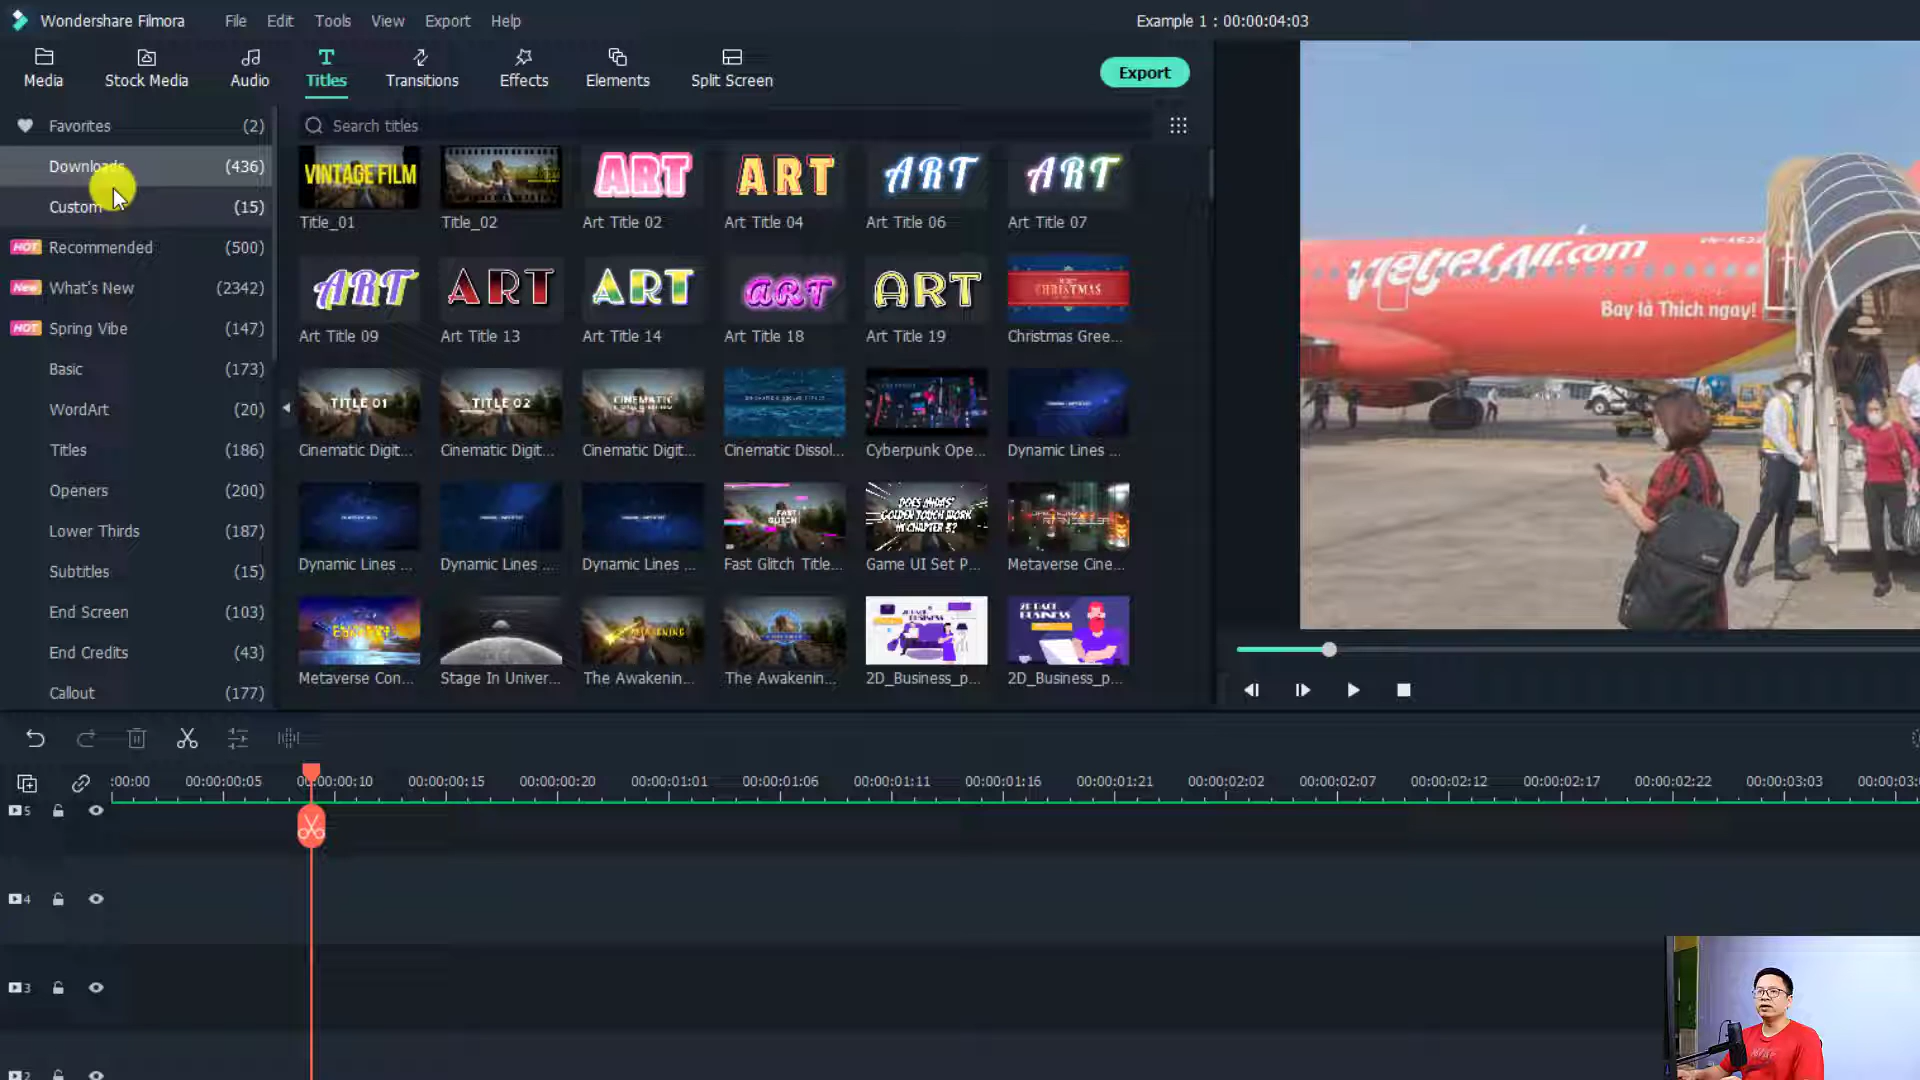 Wondershare Filmora File Edit Tools View Export Help Example 1 : 00:00:04:03
Media Stock Media Audio Titles Transitions Effects Elements Split Screen Export
Favorites (2)
Downloads (436)
Custom (15)
HOT Recommended (500)
New What's New (2342)
HOT Spring Vibe (147)
Basic (173)
WordArt (20)
Titles (186)
Openers (200)
Lower Thirds (187)
Subtitles (15)
End Screen (103)
End Credits (43)
Callout (177)
Search titles
VINTAGE FILM ART ART ART ART
Title_01 Title_02 Art Title 02 Art Title 04 Art Title 06 Art Title 07
ART ART ART ART ART CHRISTMAS
Art Title 09 Art Title 13 Art Title 14 Art Title 18 Art Title 19 Christmas Gree...
TITLE 01 TITLE 02 CINEMATIC
Cinematic Digit... Cinematic Digit... Cinematic Digit... Cinematic Dissol... Cyberpunk Ope... Dynamic Lines ...
FAST GLITCH DOES MIDAS' GOLDEN TOUCH WORK IN CHAPTER 5?
Dynamic Lines ... Dynamic Lines ... Dynamic Lines ... Fast Glitch Title... Game UI Set P... Metaverse Cine...
AWAKENING BUSINESS 2D PACK BUSINESS
Metaverse Con... Stage In Univer... The Awakenin... The Awakenin... 2D_Business_p... 2D_Business_p...
vietjetAir.com
Bay là Thích ngay!
:00:00 00:00:00:05 00:00:00:10 00:00:00:15 00:00:00:20 00:00:01:01 00:00:01:06 00:00:01:11 00:00:01:16 00:00:01:21 00:00:02:02 00:00:02:07 00:00:02:12 00:00:02:17 00:00:02:22 00:00:03:03 00:00:03:0
5
4
3
2